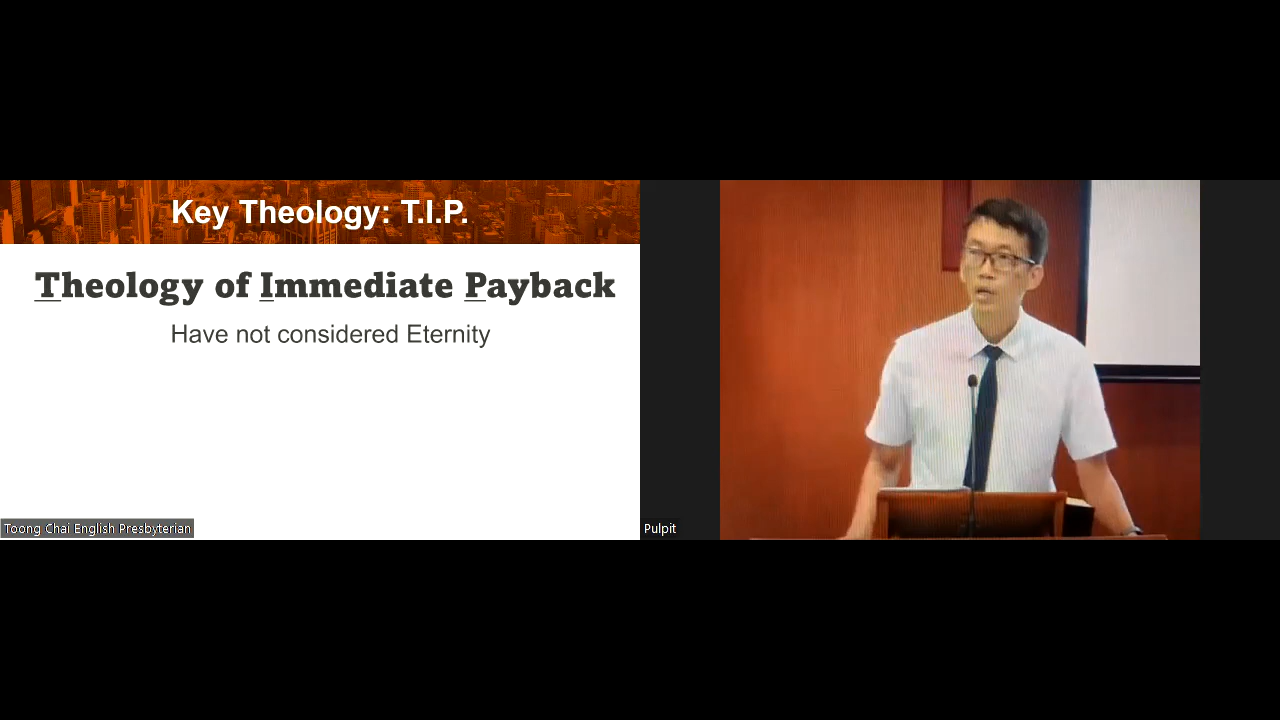 Key Theology: T.I.P.
Theology of Immediate Payback
Have not considered Eternity
Toong Chai English Presbyterian
Pulpit